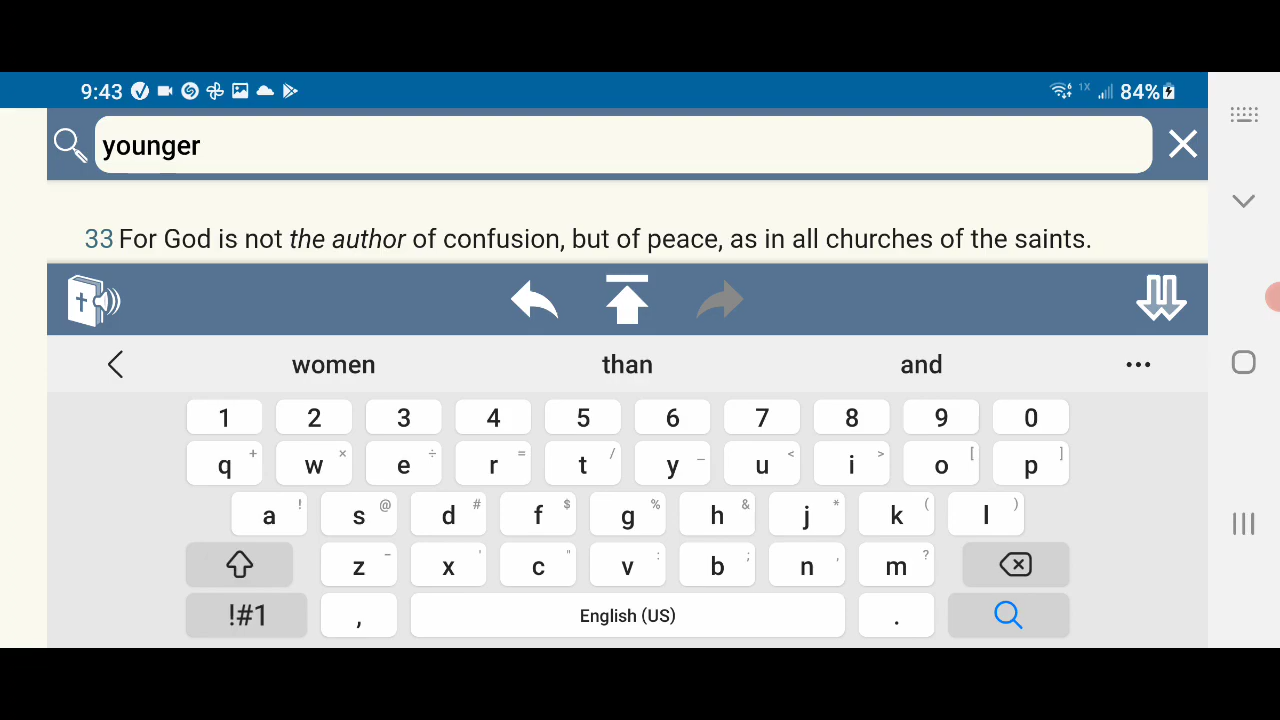 9:43 1X 84%
younger
33 For God is not the author of confusion, but of peace, as in all churches of the saints.
women than and ...
1 2 3 4 5 6 7 8 9 0
q + w × e ÷ r = t / y _ u < i > o [ p ]
a ! s @ d # f $ g % h & j * k ( l )
z - x ' c " v : b ; n , m ?
!#1 , English (US) .